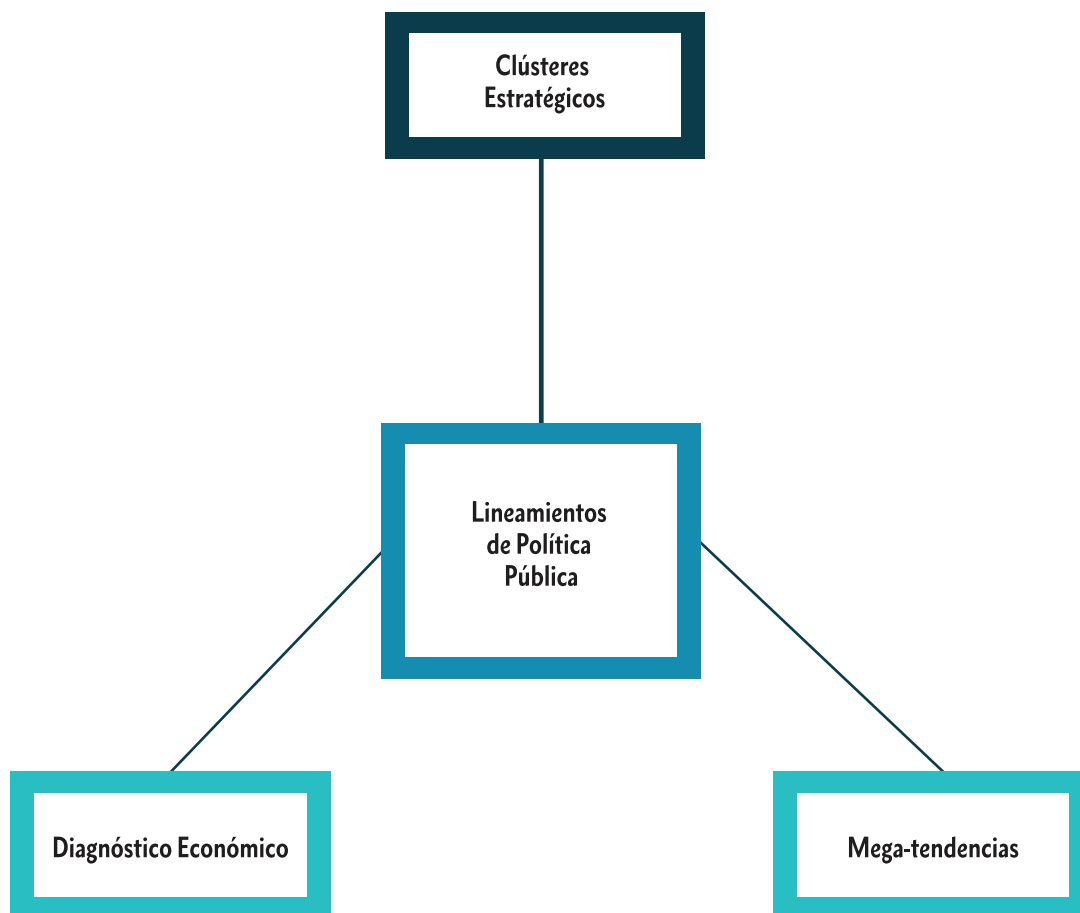 Clústeres
Estratégicos
Lineamientos
de Política
Pública
Diagnóstico Económico
Mega-tendencias